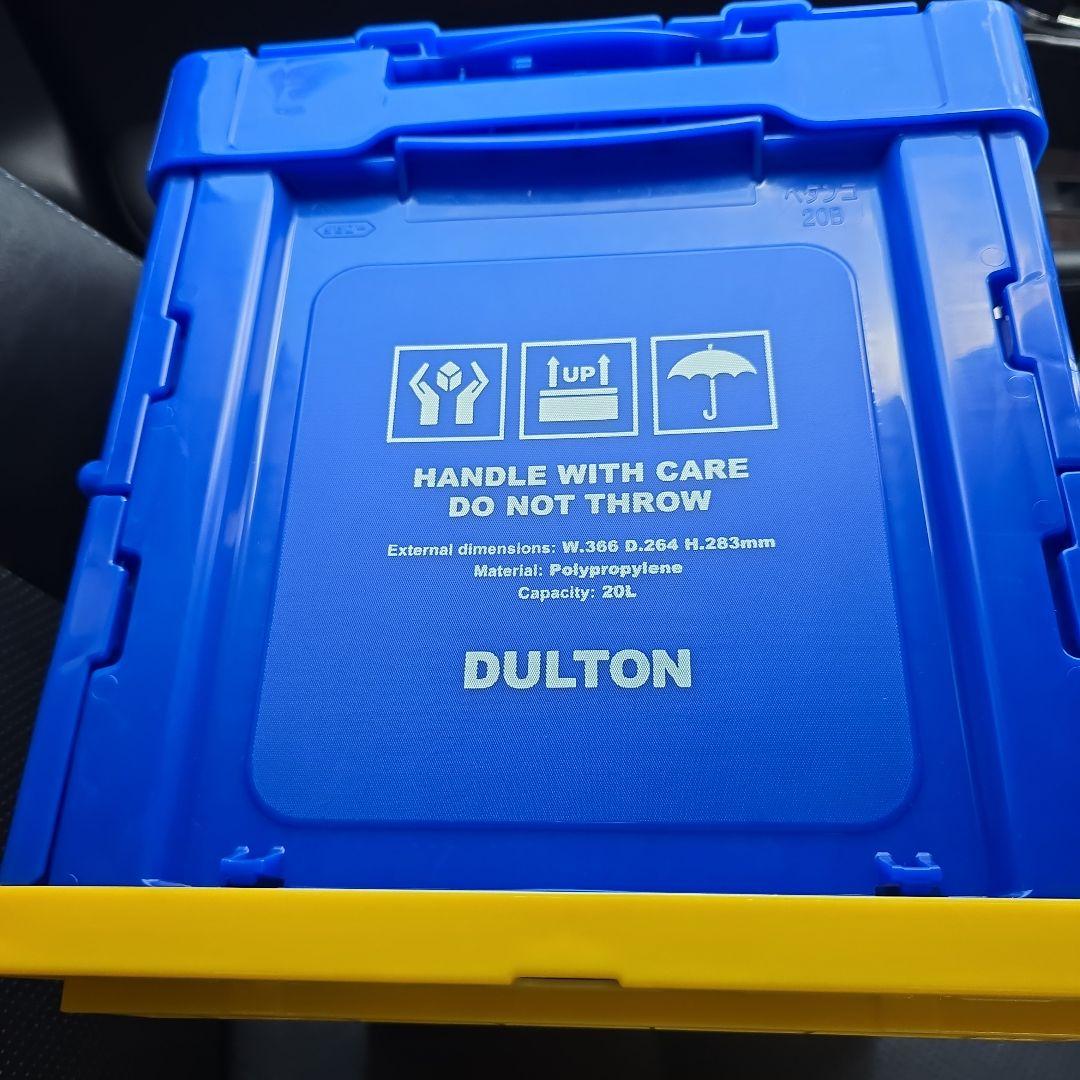 ペタンコ
20B
UP
HANDLE WITH CARE
DO NOT THROW
External dimensions: W.366 D.264 H.283mm
Material: Polypropylene
Capacity: 20L
DULTON